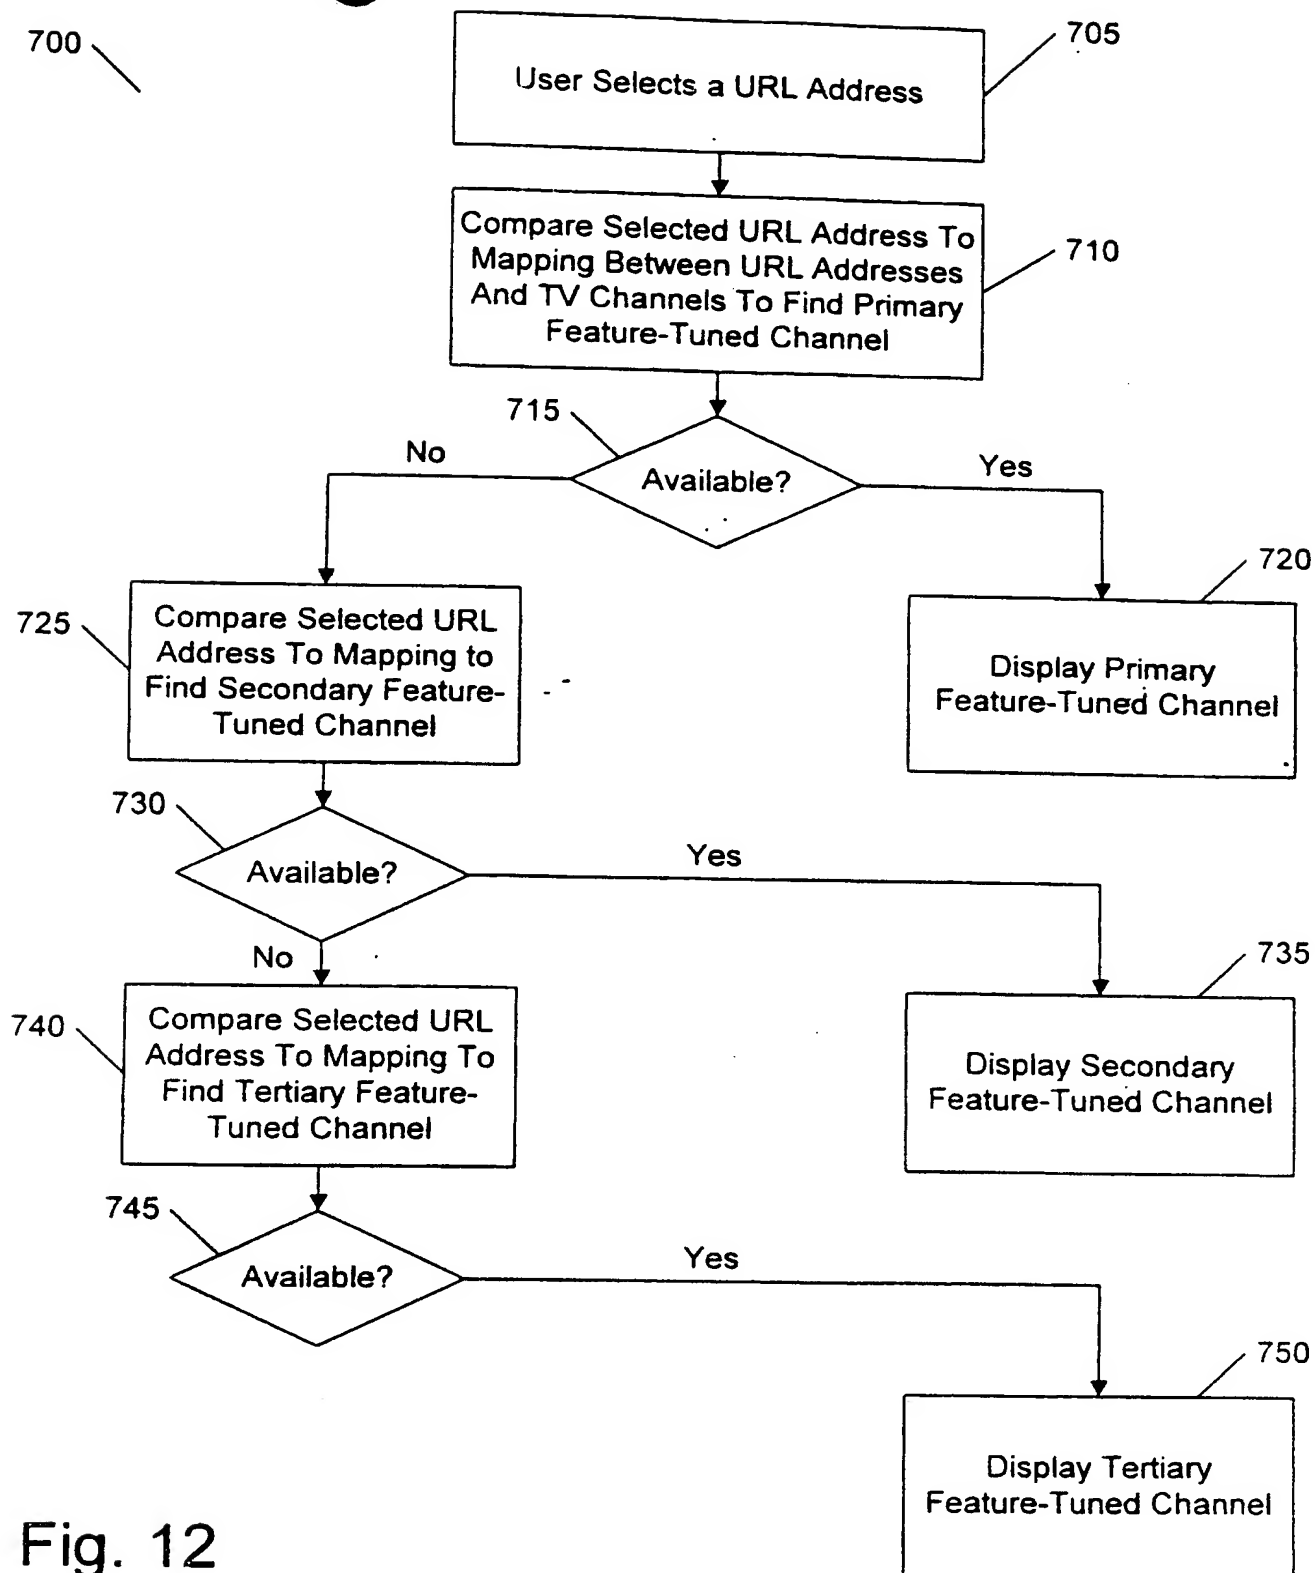 700
705
User Selects a URL Address
Compare Selected URL Address To
Mapping Between URL Addresses
And TV Channels To Find Primary
Feature-Tuned Channel
710
715
No
Available?
Yes
720
725
Compare Selected URL
Address To Mapping to
Find Secondary Feature-
Tuned Channel
Display Primary
Feature-Tuned Channel
730
Available?
Yes
No
735
740
Compare Selected URL
Address To Mapping To
Find Tertiary Feature-
Tuned Channel
Display Secondary
Feature-Tuned Channel
745
Available?
Yes
750
Display Tertiary
Feature-Tuned Channel
Fig. 12